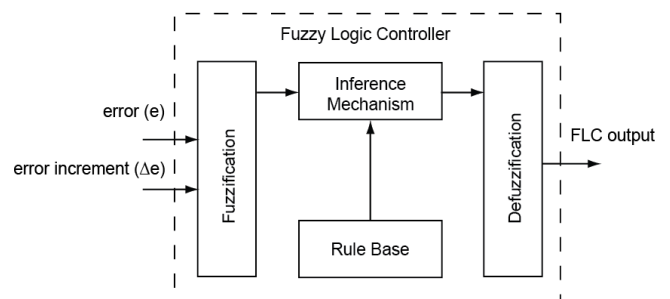 Fuzzy Logic Controller
error (e)
error increment (Δe)
Fuzzification
Inference
Mechanism
Rule Base
Defuzzification
FLC output